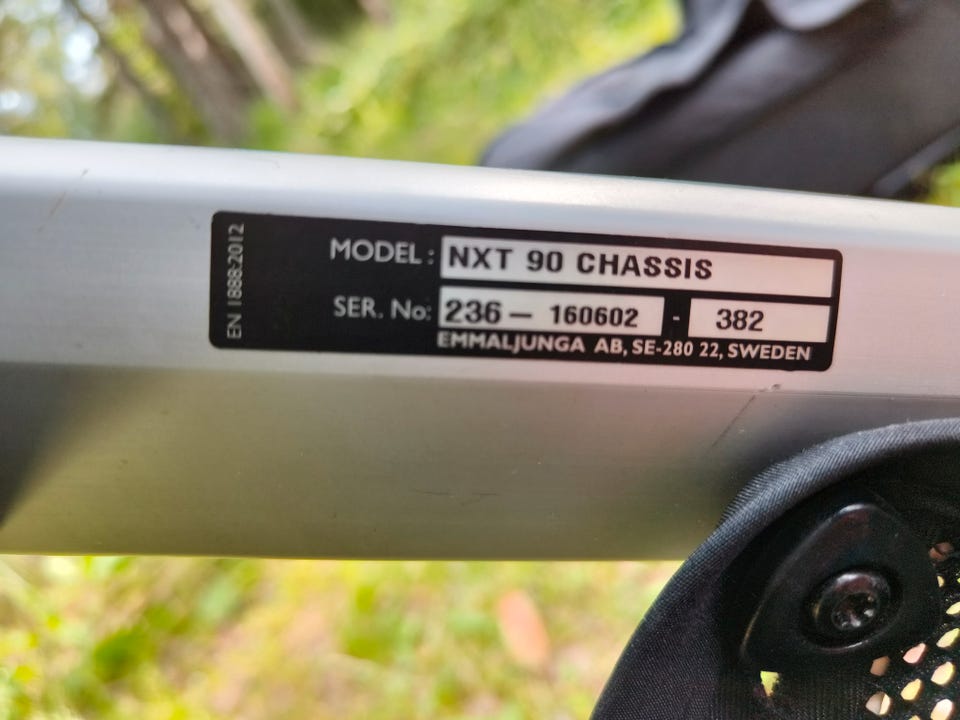 EN 1888:2012
MODEL: NXT 90 CHASSIS
SER. No: 236- 160602 - 382
EMMALJUNGA AB, SE-280 22, SWEDEN